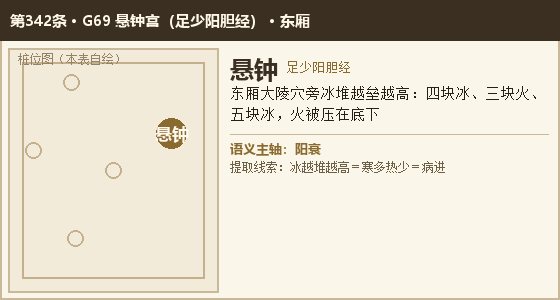 第342条·G69 悬钟宫（足少阳胆经）·东厢
桩位图（本表自绘）
悬钟
悬钟 足少阳胆经
东厢大陵穴旁冰堆越垒越高：四块冰、三块火、
五块冰，火被压在底下
语义主轴：阳衰
提取线索：冰越堆越高＝寒多热少＝病进